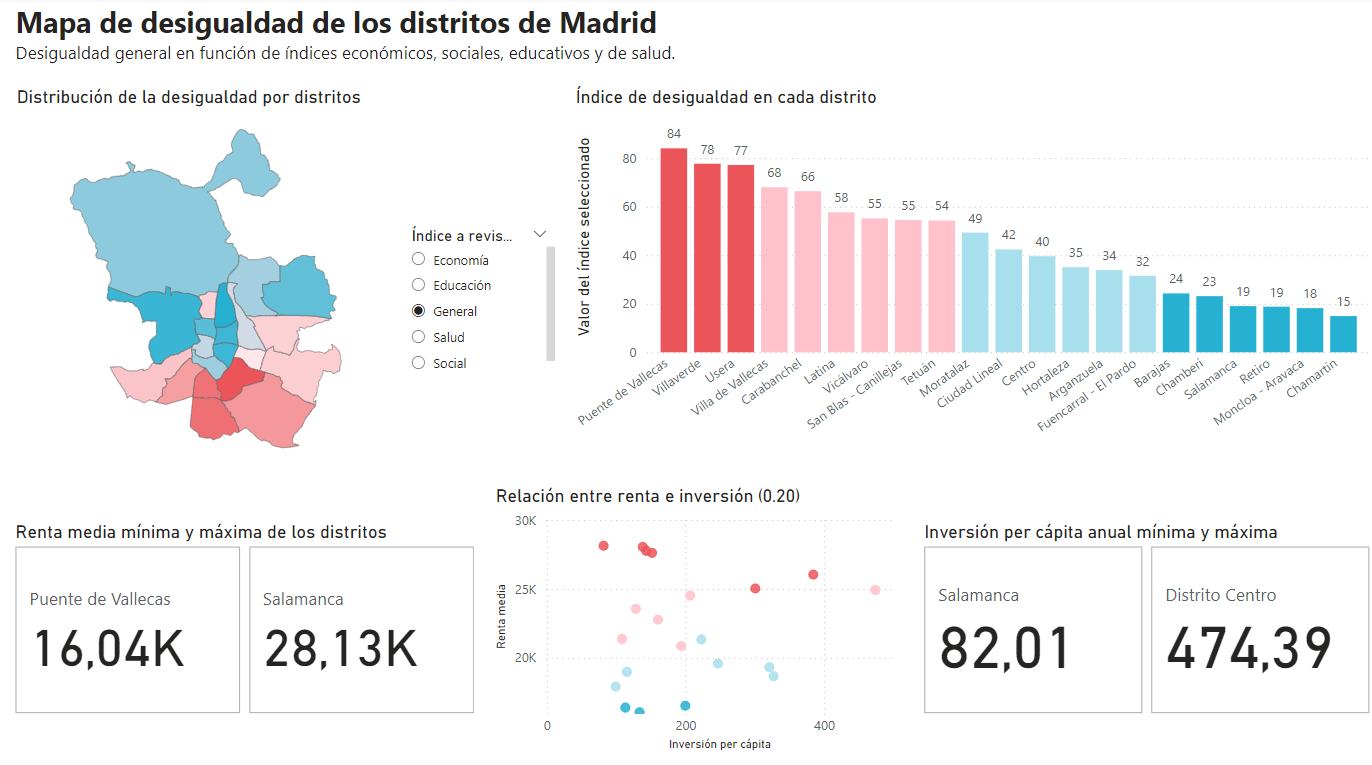 Mapa de desigualdad de los distritos de Madrid
Desigualdad general en función de índices económicos, sociales, educativos y de salud.
Distribución de la desigualdad por distritos
Índice a revis...
Economía
Educación
General
Salud
Social
Índice de desigualdad en cada distrito
Valor del índice seleccionado
80
60
40
20
0
84
78
77
68
66
58
55
55
54
49
42
40
35
34
32
24
23
19
19
18
15
Puente de Vallecas
Villaverde
Usera
Villa de Vallecas
Carabanchel
Latina
Vicálvaro
San Blas - Canillejas
Tetuán
Moratalaz
Ciudad Lineal
Centro
Hortaleza
Arganzuela
Fuencarral - El Pardo
Barajas
Chamberí
Salamanca
Retiro
Moncloa - Aravaca
Chamartín
Renta media mínima y máxima de los distritos
Puente de Vallecas
16,04K
Salamanca
28,13K
Relación entre renta e inversión (0.20)
Renta media
30K
25K
20K
0
200
400
Inversión per cápita
Inversión per cápita anual mínima y máxima
Salamanca
82,01
Distrito Centro
474,39